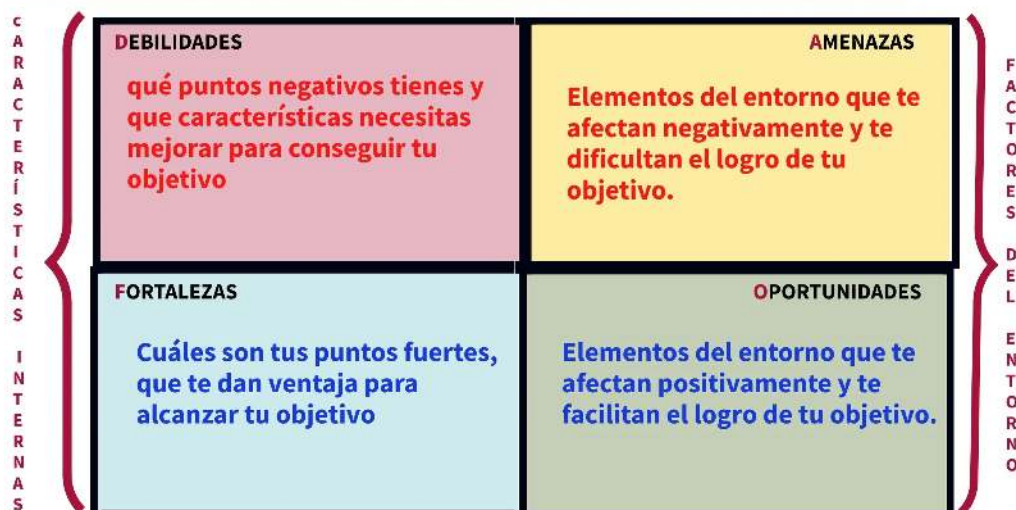 CARACTERÍSTICAS INTERNAS
DEBILIDADES
qué puntos negativos tienes y
que características necesitas
mejorar para conseguir tu
objetivo
AMENAZAS
Elementos del entorno que te
afectan negativamente y te
dificultan el logro de tu
objetivo.
FORTALEZAS
Cuáles son tus puntos fuertes,
que te dan ventaja para
alcanzar tu objetivo
OPORTUNIDADES
Elementos del entorno que te
afectan positivamente y te
facilitan el logro de tu objetivo.
FACTORES DEL ENTORNO